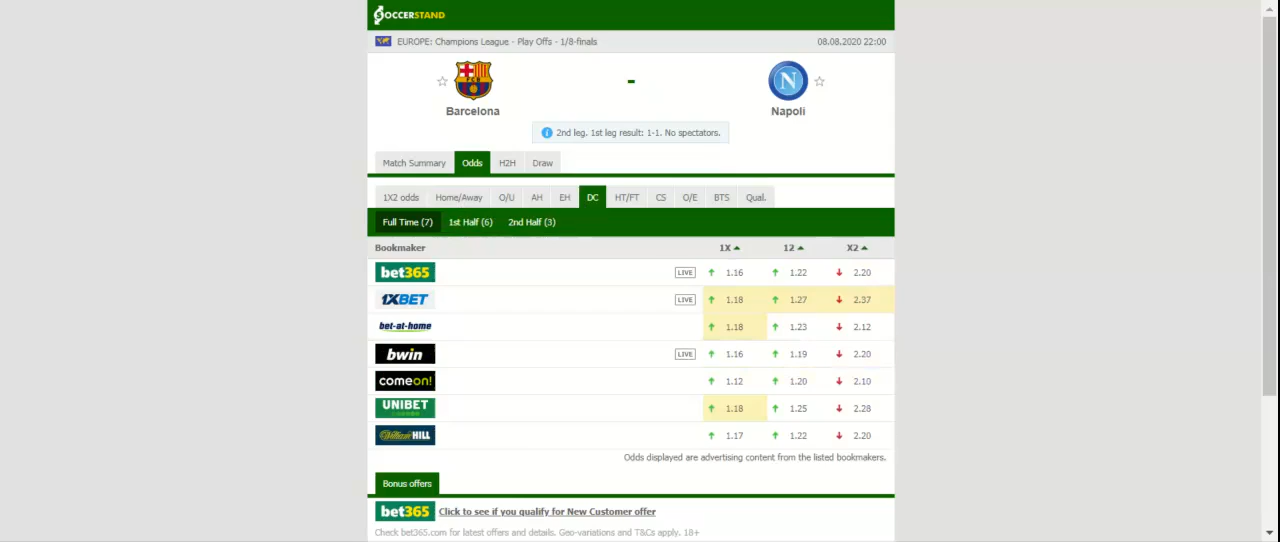 SOCCERSTAND
EUROPE: Champions League - Play Offs - 1/8-finals 08.08.2020 22:00
FCB N
-
Barcelona Napoli
2nd leg. 1st leg result: 1-1. No spectators.
Match Summary Odds H2H Draw
1X2 odds Home/Away O/U AH EH DC HT/FT CS O/E BTS Qual.
Full Time (7) 1st Half (6) 2nd Half (3)
Bookmaker 1X 12 X2
bet365 LIVE 1.16 1.22 2.20
1XBET LIVE 1.18 1.27 2.37
bet-at-home 1.18 1.23 2.12
bwin LIVE 1.16 1.19 2.20
comeon! 1.12 1.20 2.10
UNIBET 1.18 1.25 2.28
William HILL 1.17 1.22 2.20
Odds displayed are advertising content from the listed bookmakers.
Bonus offers
bet365 Click to see if you qualify for New Customer offer
Check bet365.com for latest offers and details. Geo-variations and T&Cs apply. 18+